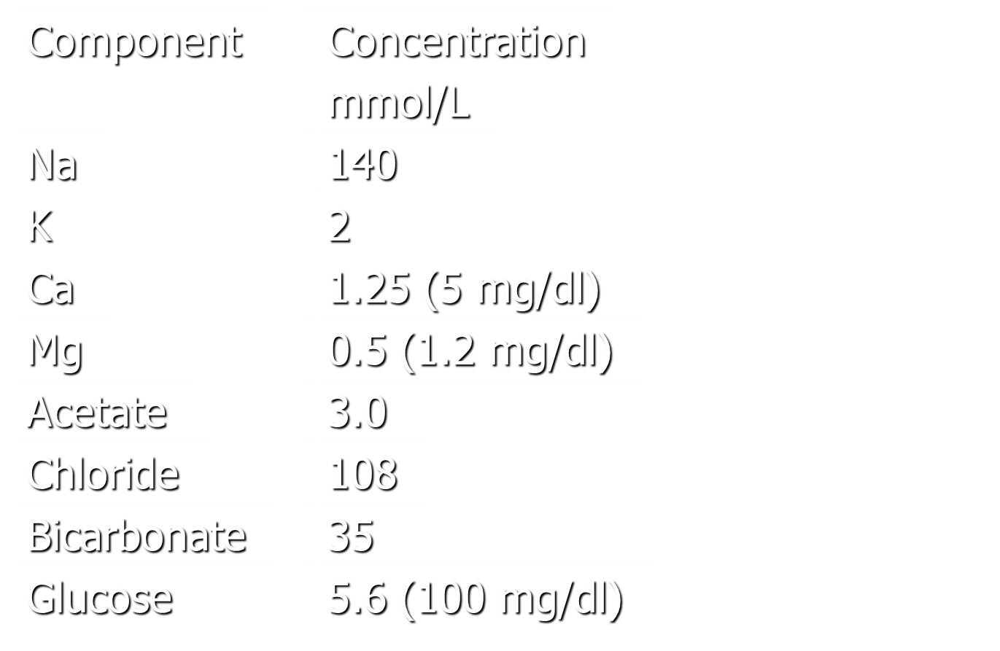 Component Concentration
mmol/L
Na 140
K 2
Ca 1.25 (5 mg/dl)
Mg 0.5 (1.2 mg/dl)
Acetate 3.0
Chloride 108
Bicarbonate 35
Glucose 5.6 (100 mg/dl)